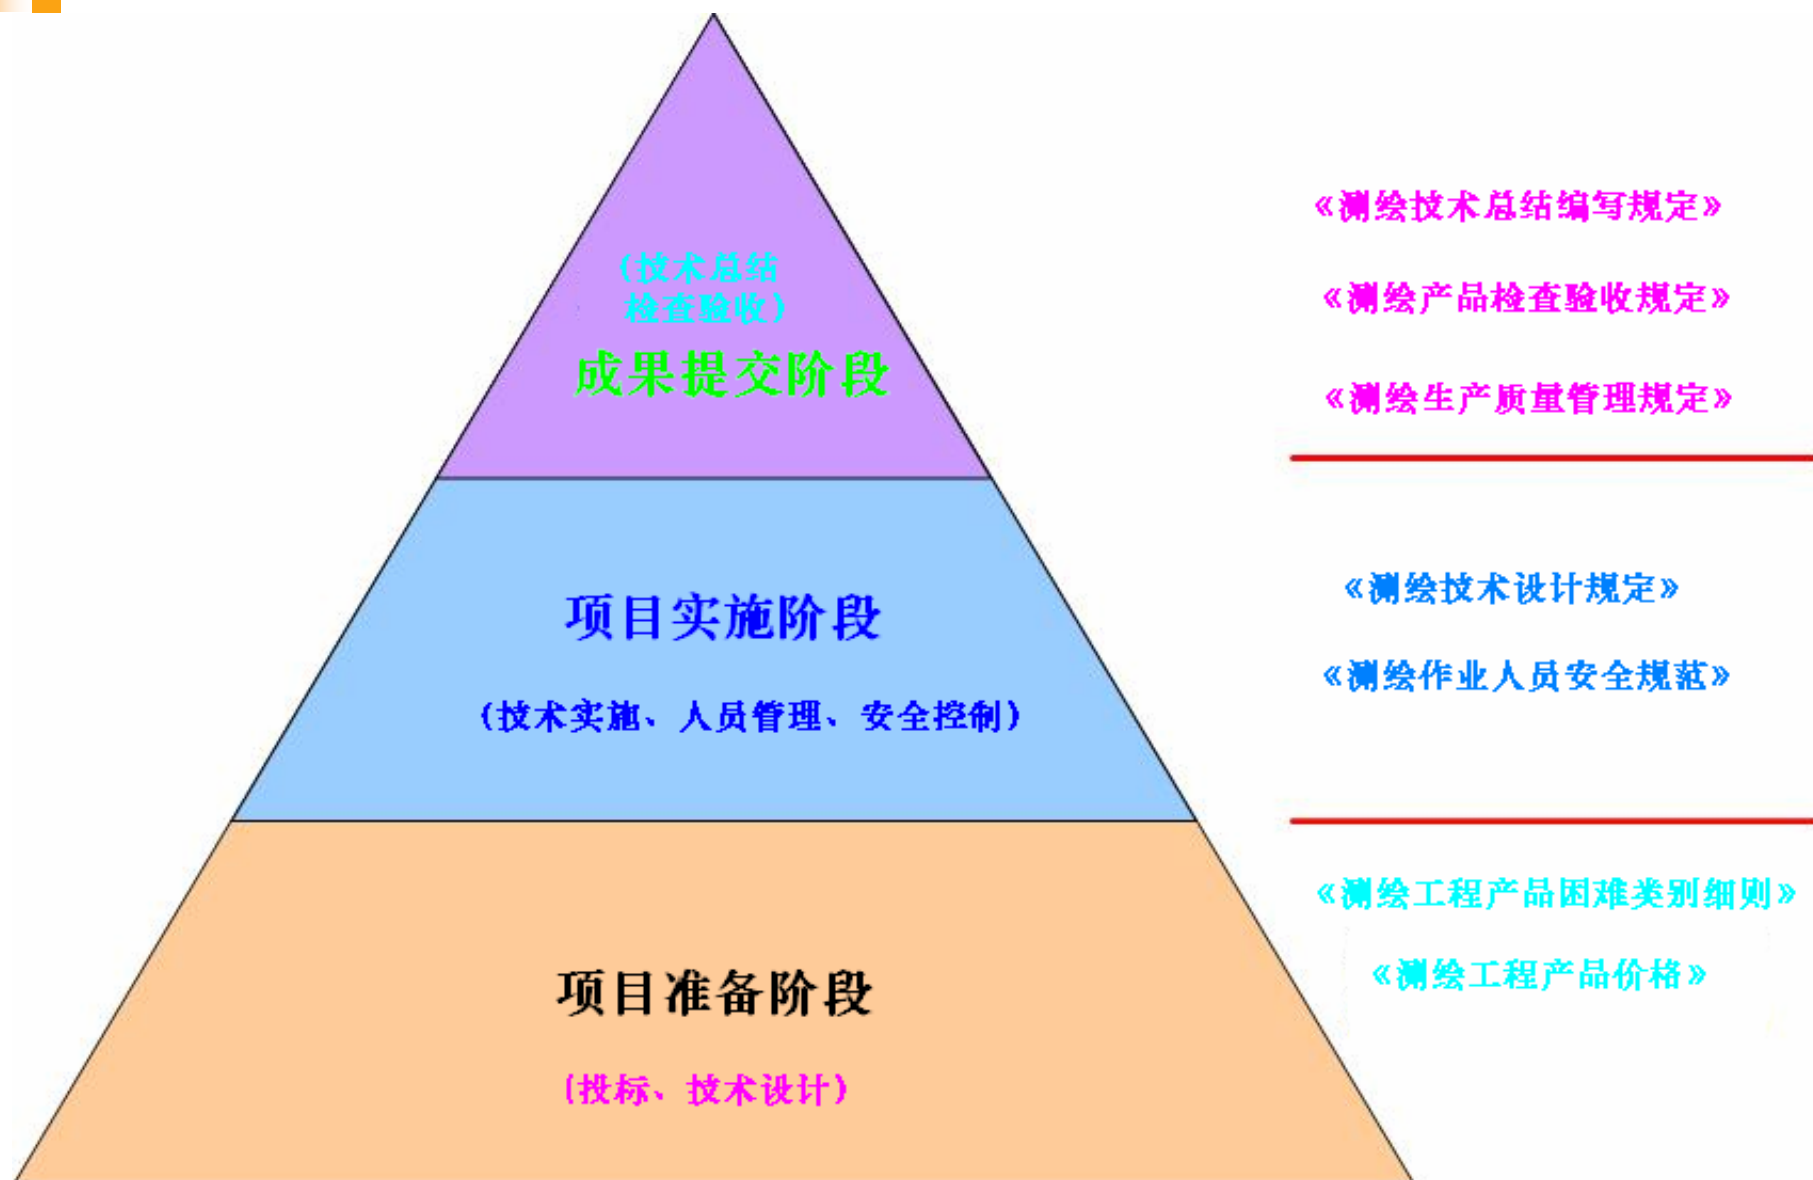 (技术总结
检查验收)
成果提交阶段
《测绘技术总结编写规定》
《测绘产品检查验收规定》
《测绘生产质量管理规定》
项目实施阶段
(技术实施、人员管理、安全控制)
《测绘技术设计规定》
《测绘作业人员安全规范》
项目准备阶段
(投标、技术设计)
《测绘工程产品困难类别细则》
《测绘工程产品价格》